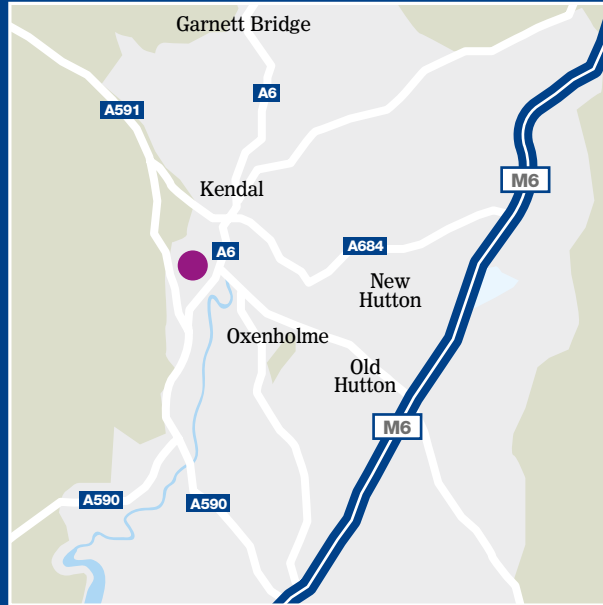 Garnett Bridge
A6
A591
M6
Kendal
A6
A684
New
Hutton
Oxenholme
Old
Hutton
M6
A590
A590